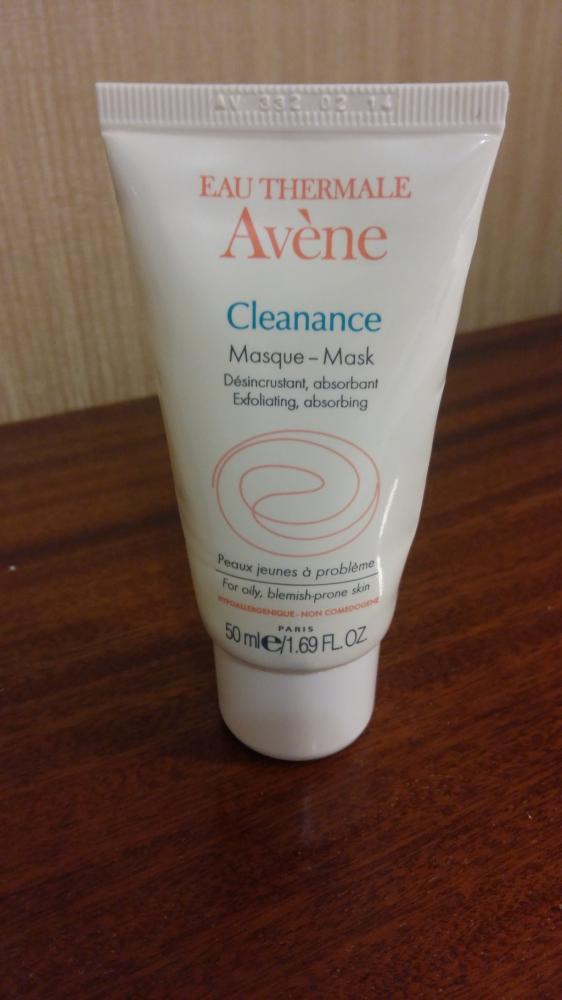 AV 332 02 14
EAU THERMALE
Avène
Cleanance
Masque – Mask
Désincrustant, absorbant
Exfoliating, absorbing
Peaux jeunes à problème
For oily, blemish-prone skin
HYPOALLERGENIQUE - NON COMEDOGENE
PARIS
50 ml e/1.69 FL. OZ